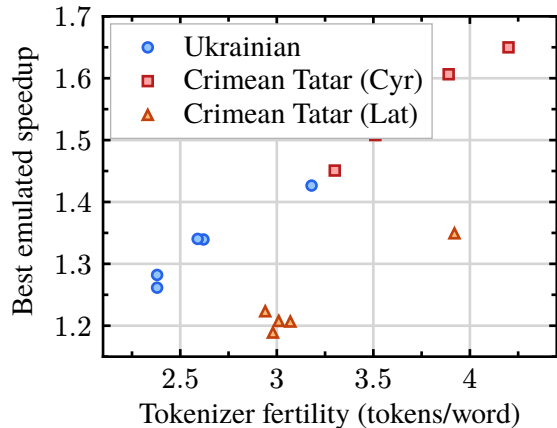 1.7
1.6
1.5
1.4
1.3
1.2
Best emulated speedup
Ukrainian
Crimean Tatar (Cyr)
Crimean Tatar (Lat)
2.5 3 3.5 4
Tokenizer fertility (tokens/word)